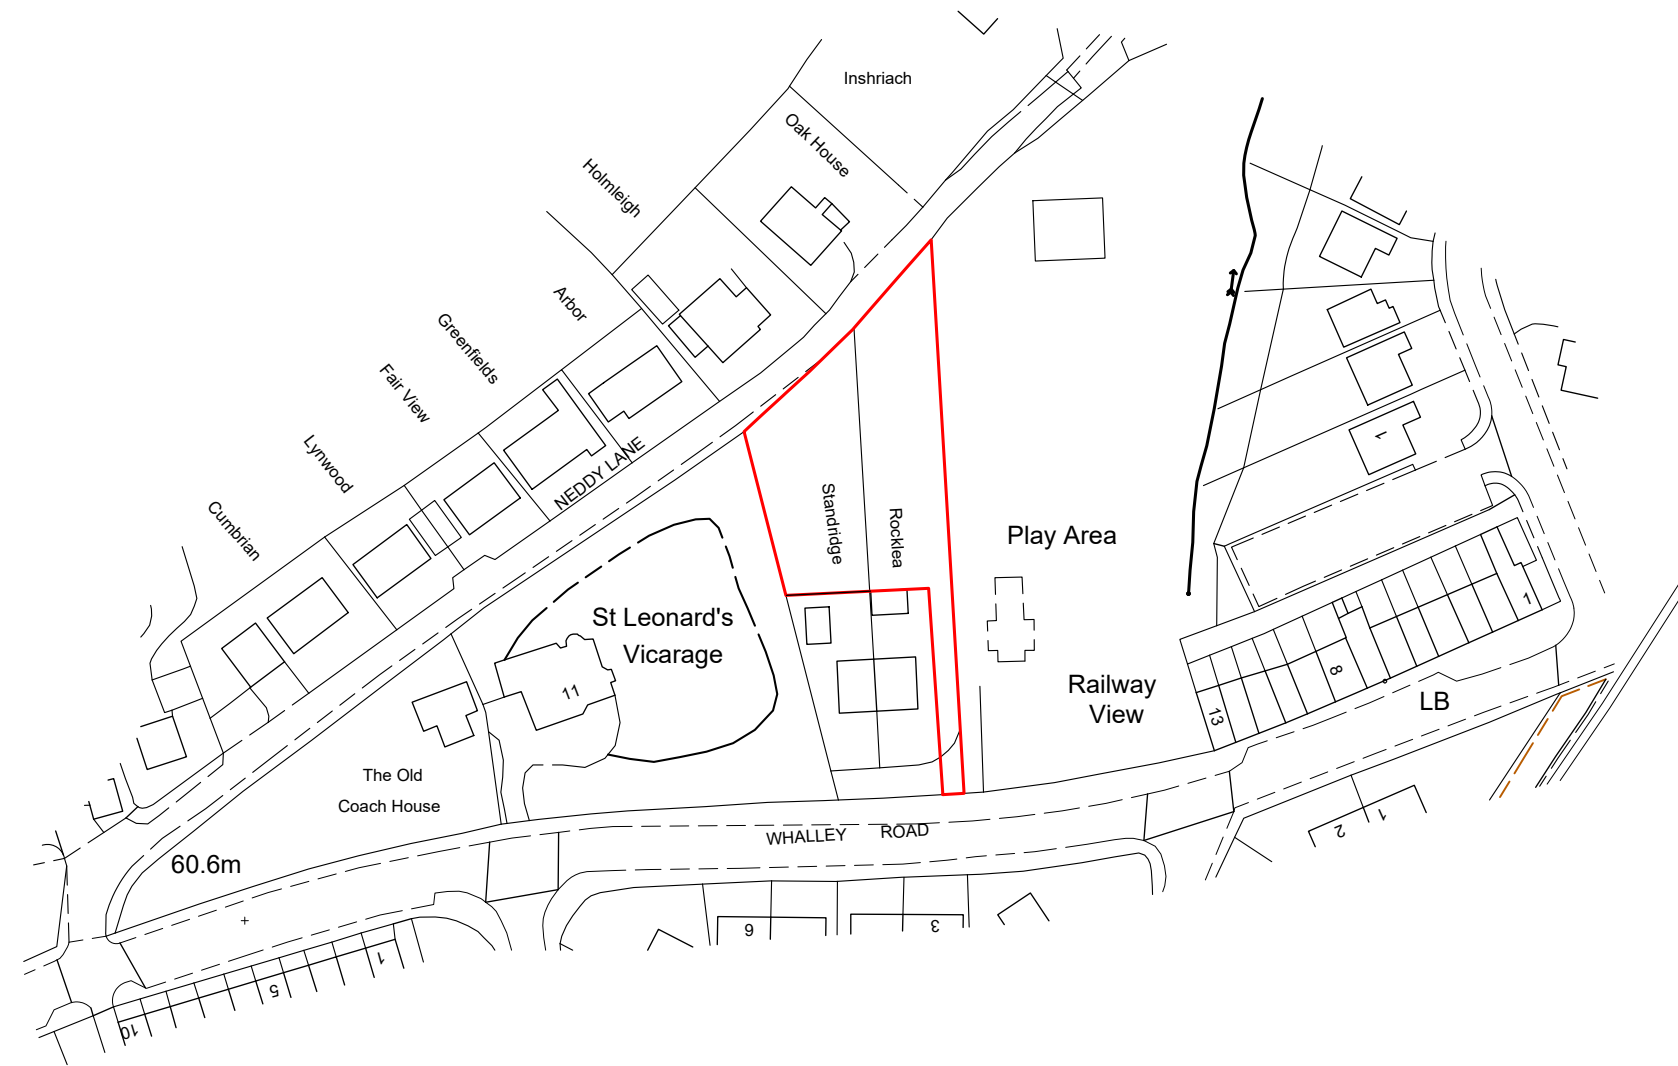 Inshriach
Oak House
Holmleigh
Arbor
Greenfields
Fair View
Lynwood
Cumbrian
NEDDY LANE
Standridge
Rocklea
Play Area
St Leonard's
Vicarage
11
Railway
View
1
1
8
13
LB
The Old
Coach House
60.6m
WHALLEY ROAD
6
3
2
1
1
5
10